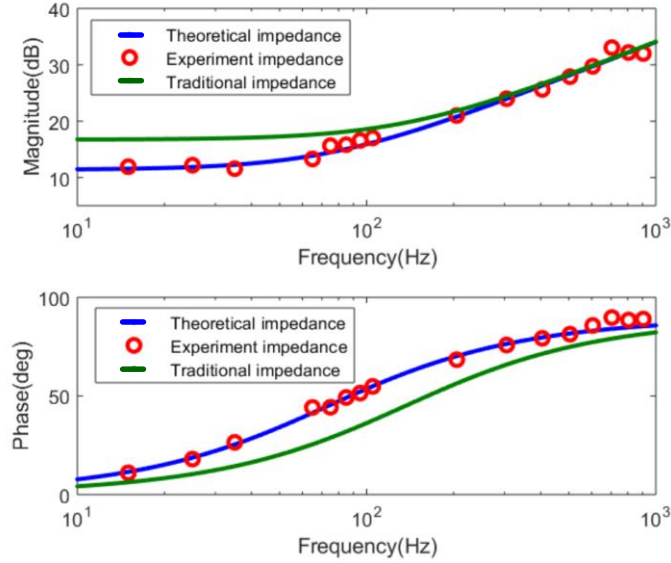 40
30
20
10
Magnitude(dB)
Theoretical impedance
Experiment impedance
Traditional impedance
10^1
10^2
10^3
Frequency(Hz)
100
50
0
Phase(deg)
Theoretical impedance
Experiment impedance
Traditional impedance
10^1
10^2
10^3
Frequency(Hz)